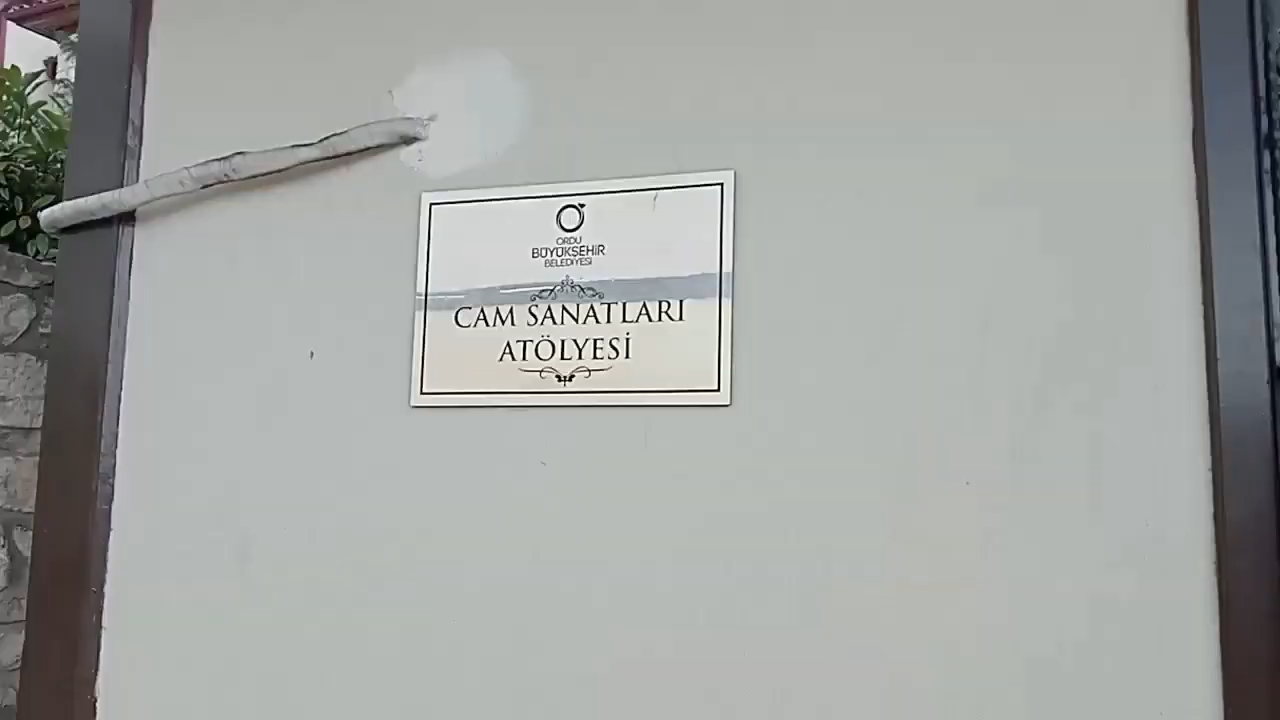 ORDU
BÜYÜKŞEHİR
BELEDİYESİ
CAM SANATLARI
ATÖLYESİ